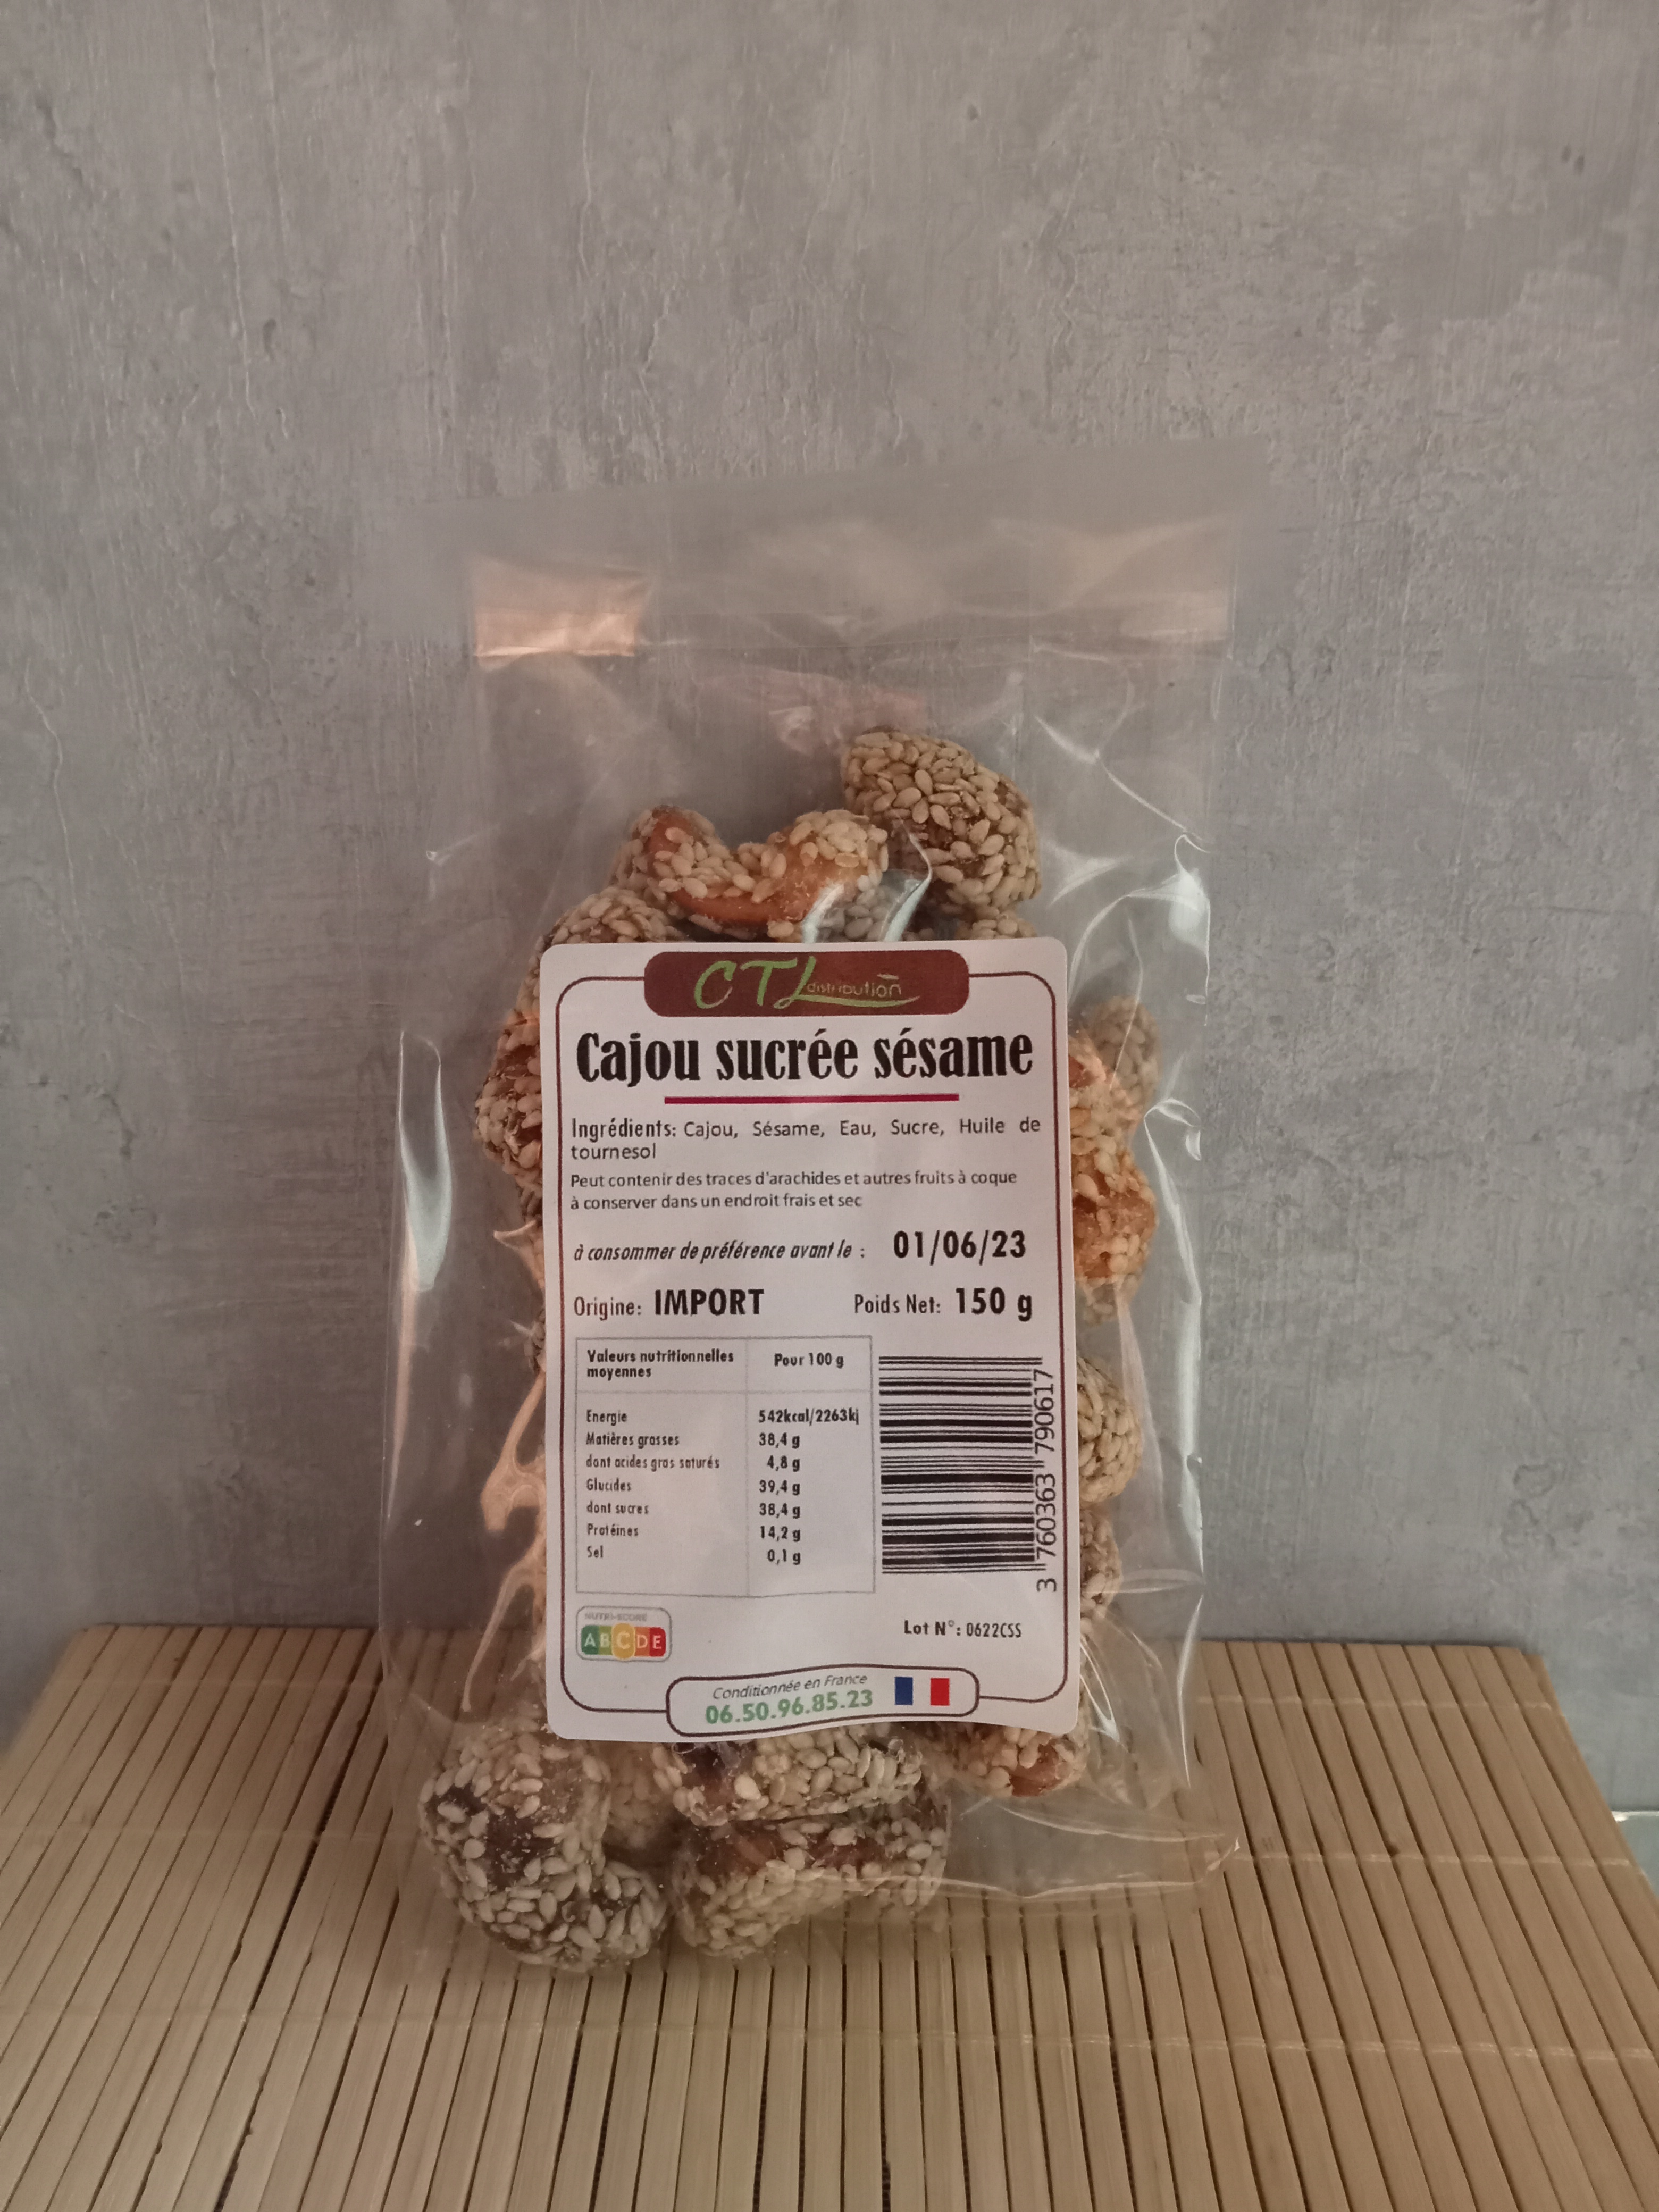 CTL distribution
Cajou sucrée sésame
Ingrédients: Cajou, Sésame, Eau, Sucre, Huile de
tournesol
Peut contenir des traces d'arachides et autres fruits à coque
à conserver dans un endroit frais et sec
à consommer de préférence avant le : 01/06/23
Origine: IMPORT Poids Net: 150 g
Valeurs nutritionnelles
moyennes
Pour 100 g
Energie 542kcal/2263kj
Matières grasses 38,4 g
dont acides gras saturés 4,8 g
Glucides 39,4 g
dont sucres 38,4 g
Protéines 14,2 g
Sel 0,1 g
3 760363 790617
NUTRI-SCORE
ABCDE
Lot N°: 0622CSS
Conditionnée en France
06.50.96.85.23